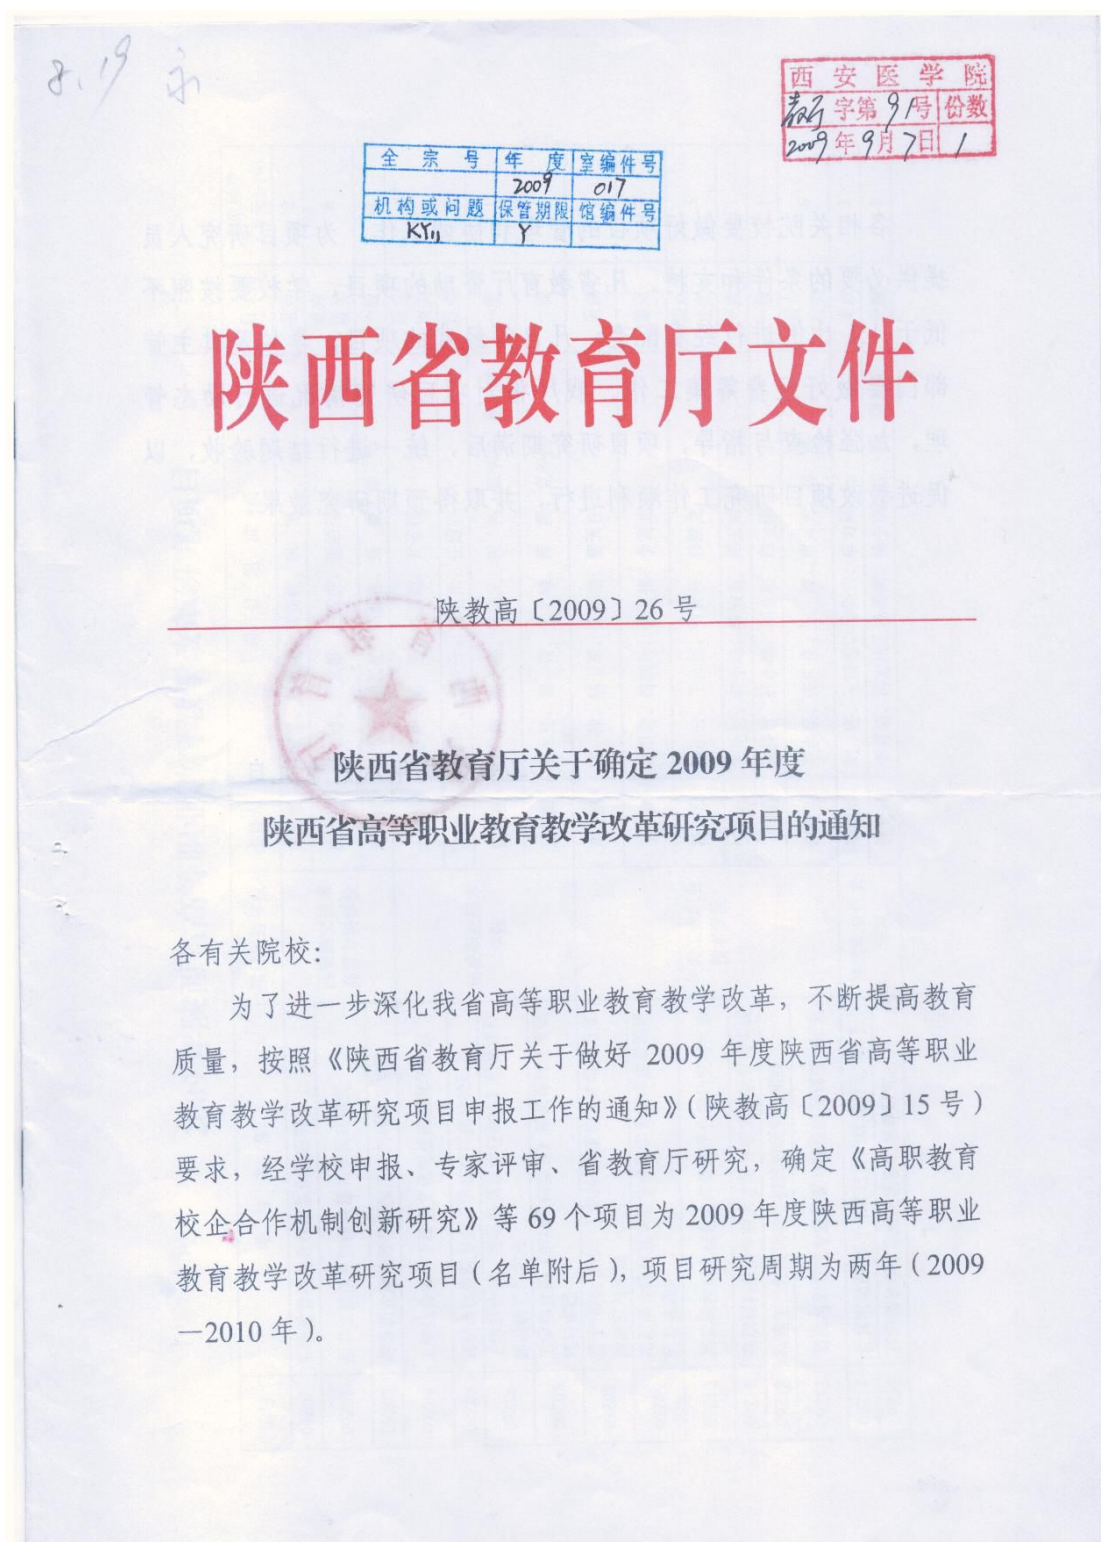 8.19 永
西安医学院
教厅字第91号 份数
2009年9月7日 1
全宗号 年度 室编件号
2009 017
机构或问题 保管期限 馆编件号
KY11 Y
陕西省教育厅文件
陕教高〔2009〕26号
陕西省教育厅关于确定2009年度
陕西省高等职业教育教学改革研究项目的通知
各有关院校：
为了进一步深化我省高等职业教育教学改革，不断提高教育
质量，按照《陕西省教育厅关于做好 2009 年度陕西省高等职业
教育教学改革研究项目申报工作的通知》（陕教高〔2009〕15号）
要求，经学校申报、专家评审、省教育厅研究，确定《高职教育
校企合作机制创新研究》等69个项目为2009年度陕西高等职业
教育教学改革研究项目（名单附后），项目研究周期为两年（2009
—2010年）。